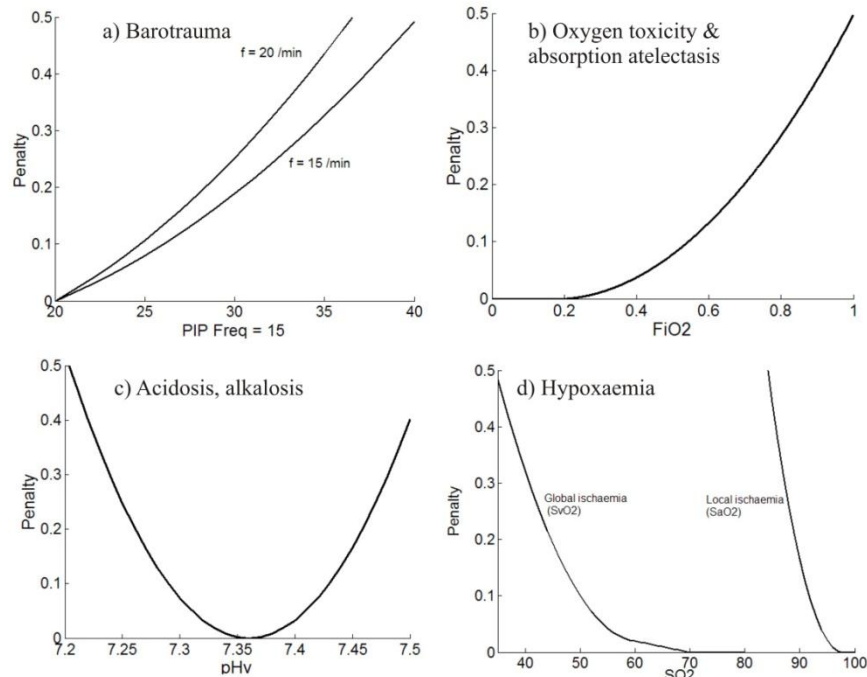 a) Barotrauma
0.5
0.4
0.3
0.2
0.1
0
Penalty
f = 20 /min
f = 15 /min
20 25 30 35 40
PIP Freq = 15
b) Oxygen toxicity &
absorption atelectasis
0.5
0.4
0.3
0.2
0.1
0
Penalty
0 0.2 0.4 0.6 0.8 1
FiO2
c) Acidosis, alkalosis
0.5
0.4
0.3
0.2
0.1
0
Penalty
7.2 7.25 7.3 7.35 7.4 7.45 7.5
pHv
d) Hypoxaemia
0.5
0.4
0.3
0.2
0.1
0
Penalty
Global ischaemia
(SvO2)
Local ischaemia
(SaO2)
40 50 60 70 80 90 100
SO2